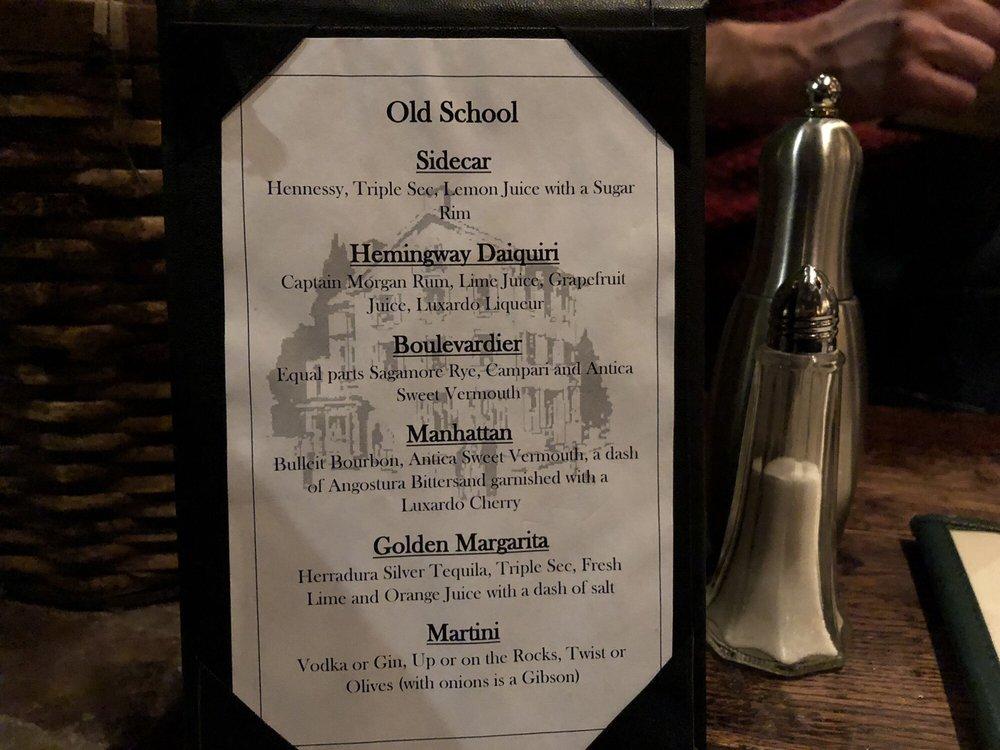 Old School
Sidecar
Hennessy, Triple Sec, Lemon Juice with a Sugar
Rim
Hemingway Daiquiri
Captain Morgan Rum, Lime Juice, Grapefruit
Juice, Luxardo Liqueur
Boulevardier
Equal parts Sagamore Rye, Campari and Antica
Sweet Vermouth
Manhattan
Bulleit Bourbon, Antica Sweet Vermouth, a dash
of Angostura Bittersand garnished with a
Luxardo Cherry
Golden Margarita
Herradura Silver Tequila, Triple Sec, Fresh
Lime and Orange Juice with a dash of salt
Martini
Vodka or Gin, Up or on the Rocks, Twist or
Olives (with onions is a Gibson)